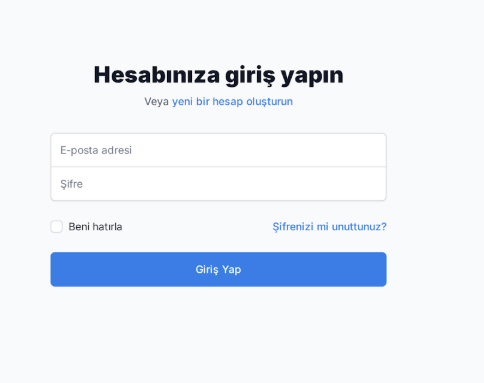 Hesabınıza giriş yapın
Veya yeni bir hesap oluşturun
E-posta adresi
Şifre
Beni hatırla Şifrenizi mi unuttunuz?
Giriş Yap